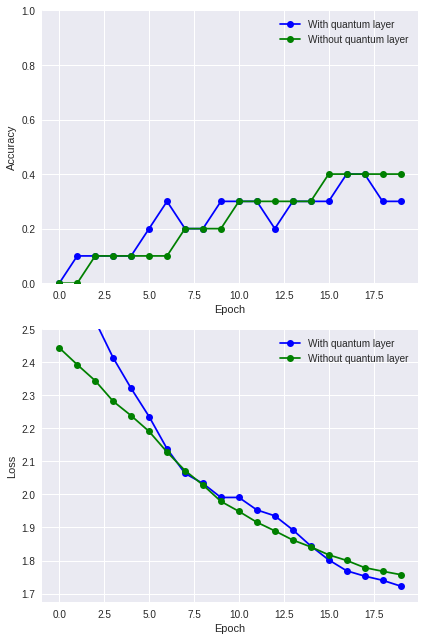 1.0
0.8
0.6
0.4
0.2
0.0
Accuracy
With quantum layer
Without quantum layer
0.0 2.5 5.0 7.5 10.0 12.5 15.0 17.5
Epoch
2.5
2.4
2.3
2.2
2.1
2.0
1.9
1.8
1.7
Loss
With quantum layer
Without quantum layer
0.0 2.5 5.0 7.5 10.0 12.5 15.0 17.5
Epoch